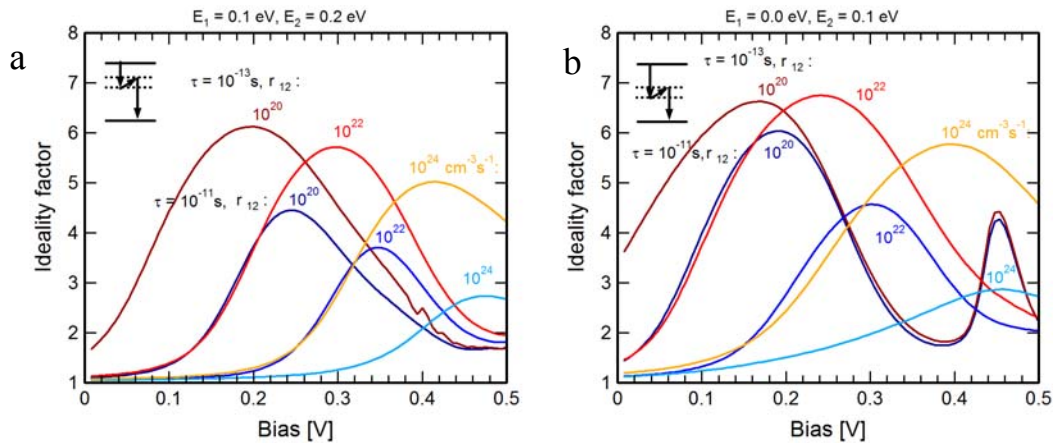 E₁ = 0.1 eV, E₂ = 0.2 eV
a
8
7
6
5
4
3
2
1
Ideality factor
τ = 10⁻¹³s, r₁₂ :
10²⁰
10²²
10²⁴ cm⁻³s⁻¹:
τ = 10⁻¹¹s, r₁₂ :
10²⁰
10²²
10²⁴
0.0 0.1 0.2 0.3 0.4 0.5
Bias [V]
E₁ = 0.0 eV, E₂ = 0.1 eV
b
8
7
6
5
4
3
2
1
Ideality factor
τ = 10⁻¹³s, r₁₂ :
10²⁰
10²²
10²⁴ cm⁻³s⁻¹:
τ = 10⁻¹¹s, r₁₂ :
10²⁰
10²²
10²⁴
0.0 0.1 0.2 0.3 0.4 0.5
Bias [V]